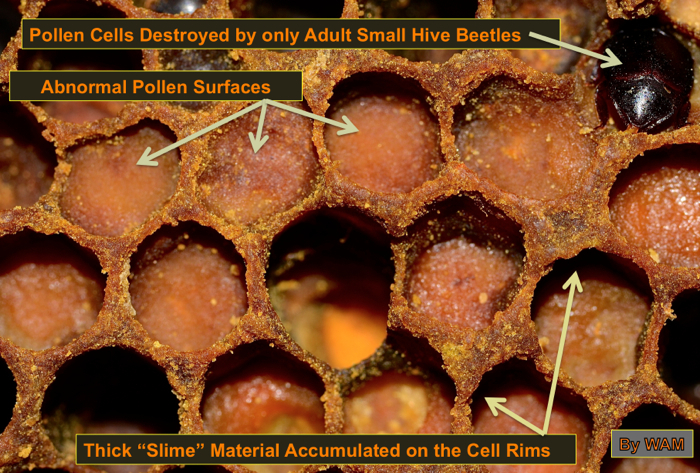 Pollen Cells Destroyed by only Adult Small Hive Beetles
Abnormal Pollen Surfaces
Thick “Slime” Material Accumulated on the Cell Rims
By WAM